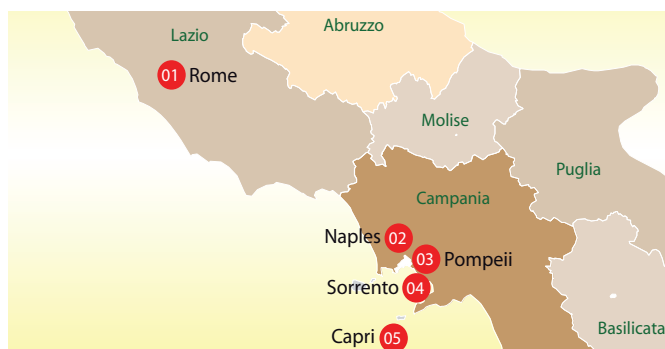 Abruzzo
Lazio
01 Rome
Molise
Puglia
Campania
Naples 02
03 Pompeii
Sorrento 04
Basilicata
Capri 05